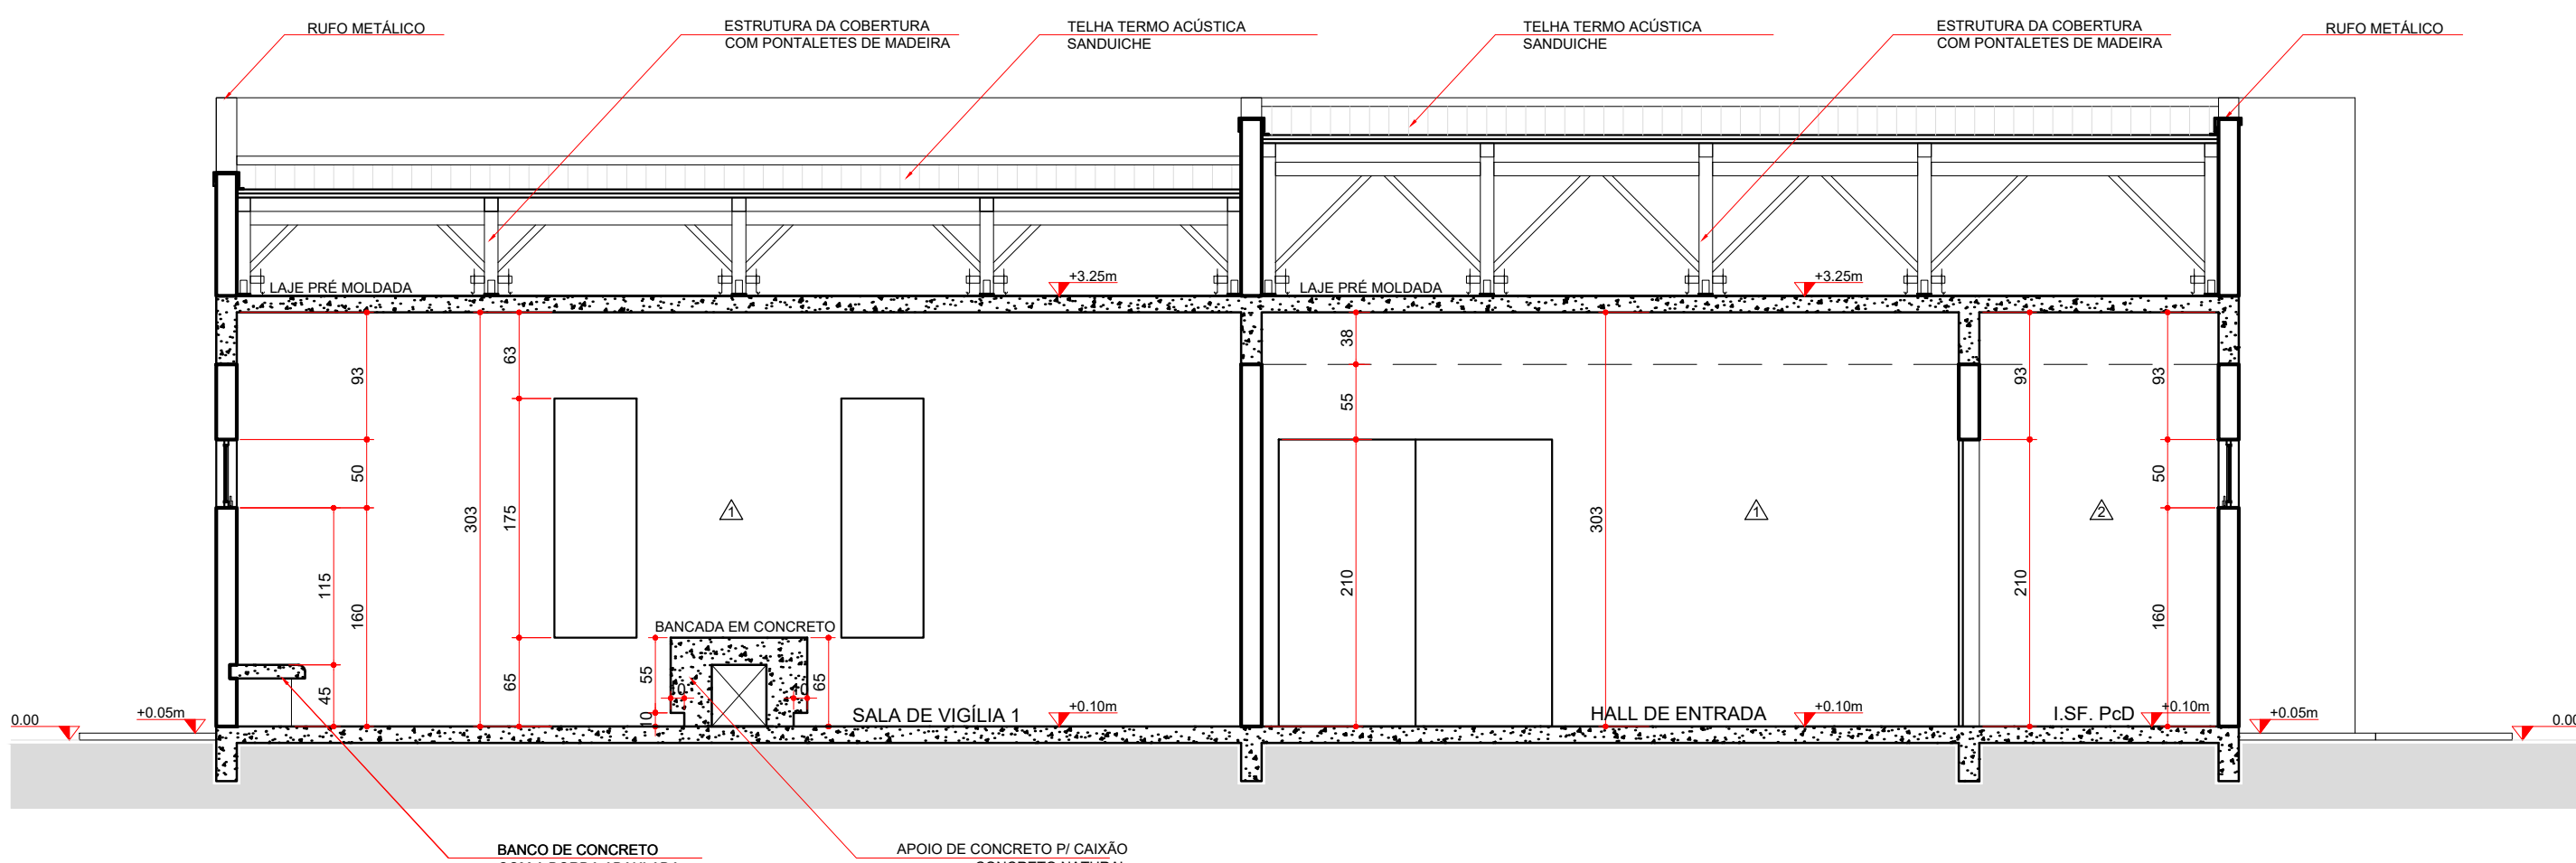 RUFO METÁLICO
ESTRUTURA DA COBERTURA
COM PONTALETES DE MADEIRA
TELHA TERMO ACÚSTICA
SANDUICHE
TELHA TERMO ACÚSTICA
SANDUICHE
ESTRUTURA DA COBERTURA
COM PONTALETES DE MADEIRA
RUFO METÁLICO
LAJE PRÉ MOLDADA
+3.25m
LAJE PRÉ MOLDADA
+3.25m
93
50
115
160
45
303
63
175
65
1
BANCADA EM CONCRETO
55
10
10
10
65
SALA DE VIGÍLIA 1
+0.10m
38
55
210
303
1
HALL DE ENTRADA
+0.10m
93
210
2
93
50
160
I.SF. PcD
+0.10m
0.00
+0.05m
+0.05m
0.00
BANCO DE CONCRETO
APOIO DE CONCRETO P/ CAIXÃO
CONCRETO NATURAL